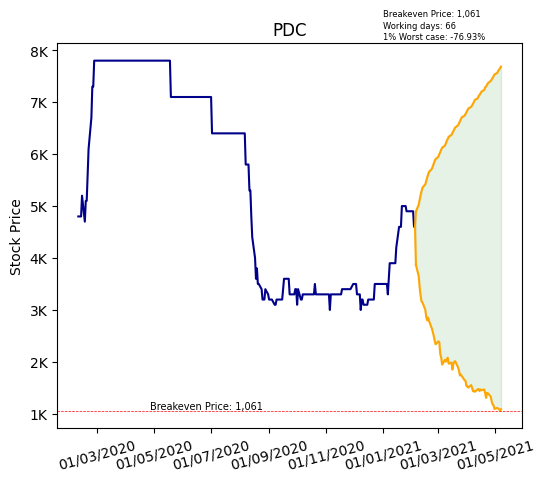 Breakeven Price: 1,061
Working days: 66
1% Worst case: -76.93%
PDC
Stock Price
8K
7K
6K
5K
4K
3K
2K
1K
Breakeven Price: 1,061
01/03/2020
01/05/2020
01/07/2020
01/09/2020
01/11/2020
01/01/2021
01/03/2021
01/05/2021